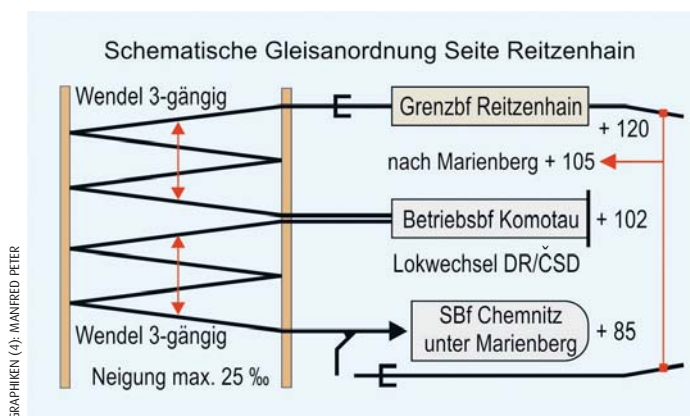 Schematische Gleisanordnung Seite Reitzenhain
Wendel 3-gängig
Grenzbf Reitzenhain
+ 120
nach Marienberg + 105
Betriebsbf Komotau
+ 102
Lokwechsel DR/ČSD
SBf Chemnitz
unter Marienberg
+ 85
Wendel 3-gängig
Neigung max. 25 ‰
GRAPHIKEN (4): MANFRED PETER